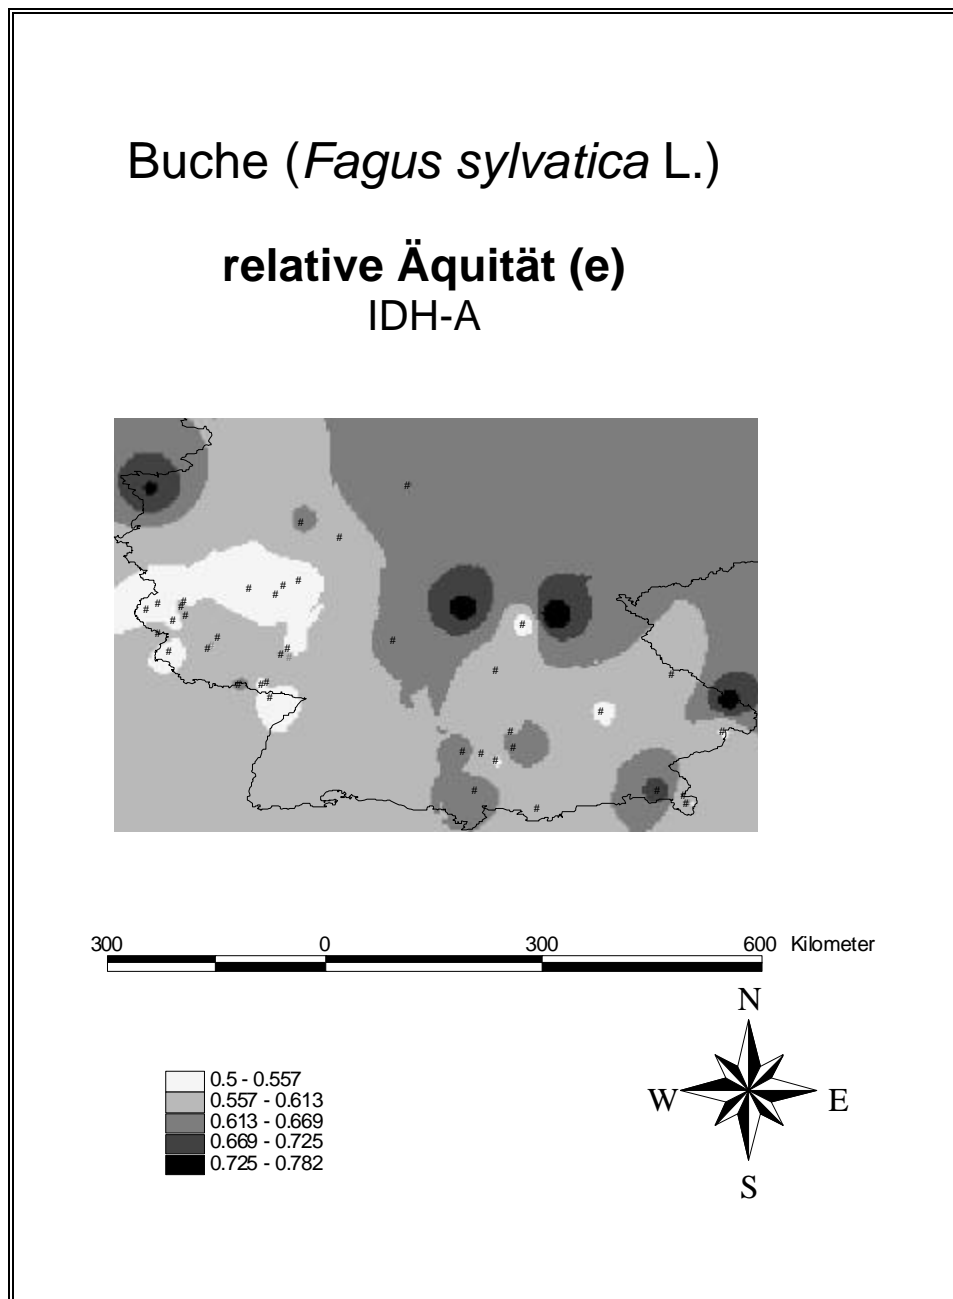 Buche (Fagus sylvatica L.)
relative Äquität (e)
IDH-A
300 0 300 600 Kilometer
N
W E
S
0.5 - 0.557
0.557 - 0.613
0.613 - 0.669
0.669 - 0.725
0.725 - 0.782